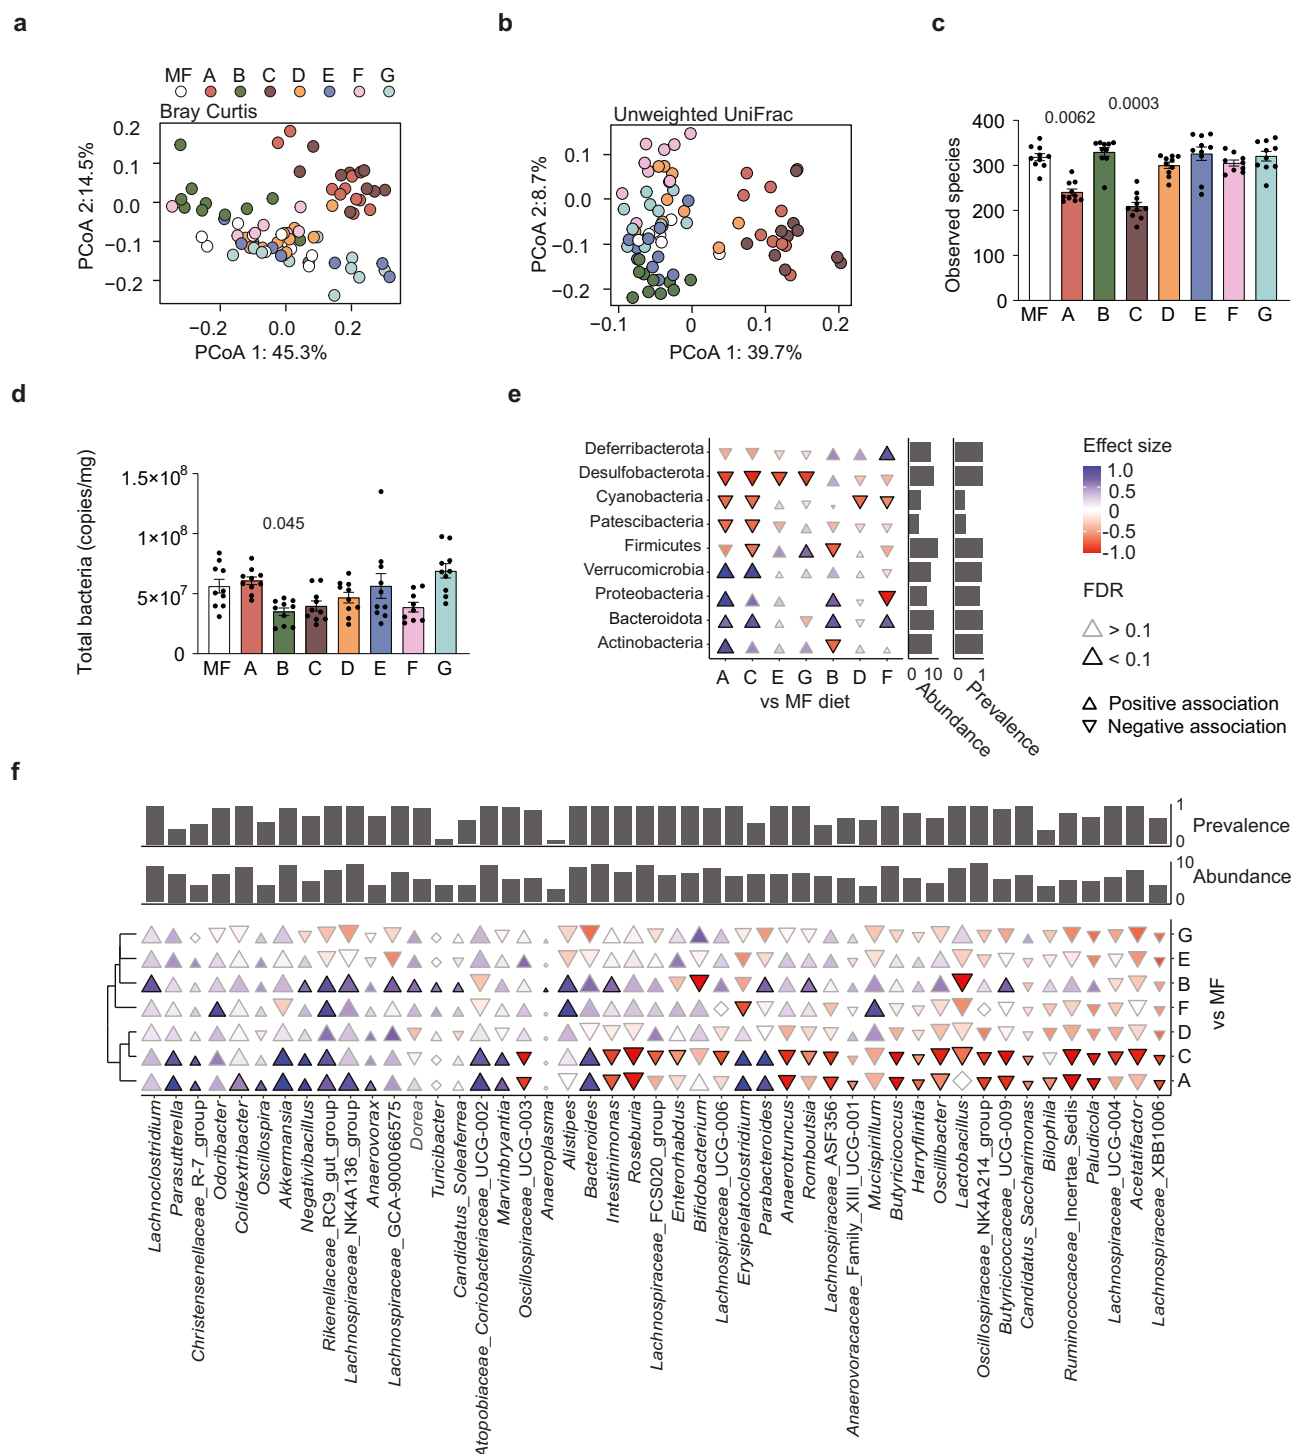 a
MF A B C D E F G
Bray Curtis
PCoA 2:14.5%
0.2
0.1
0.0
−0.1
−0.2
−0.2 0.0 0.2
PCoA 1: 45.3%
b
Unweighted UniFrac
PCoA 2:8.7%
0.1
0.0
−0.1
−0.2
−0.1 0 0.1 0.2
PCoA 1: 39.7%
c
0.0062 0.0003
Observed species
400
300
200
100
0
MF A B C D E F G
d
Total bacteria (copies/mg)
1.5×10⁸
1×10⁸
5×10⁷
0
0.045
MF A B C D E F G
e
Deferribacterota
Desulfobacterota
Cyanobacteria
Patescibacteria
Firmicutes
Verrucomicrobia
Proteobacteria
Bacteroidota
Actinobacteria
A C E G B D F
vs MF diet
0 10
Abundance
0 1
Prevalence
Effect size
1.0
0.5
0
-0.5
-1.0
FDR
> 0.1
< 0.1
Positive association
Negative association
f
1
0
Prevalence
10
0
Abundance
G
E
B
F
D
C
A
vs MF
Lachnoclostridium
Parasutterella
Christensenellaceae_R-7_group
Odoribacter
Colidextribacter
Oscillospira
Akkermansia
Negativibacillus
Rikenellaceae_RC9_gut_group
Lachnospiraceae_NK4A136_group
Anaerovorax
Lachnospiraceae_GCA-900066575
Dorea
Turicibacter
Candidatus_Soleaferrea
Atopobiaceae_Coriobacteriaceae_UCG-002
Marvinbryantia
Oscillospiraceae_UCG-003
Anaeroplasma
Alistipes
Bacteroides
Intestinimonas
Roseburia
Lachnospiraceae_FCS020_group
Enterorhabdus
Bifidobacterium
Lachnospiraceae_UCG-006
Erysipelatoclostridium
Parabacteroides
Anaerotruncus
Romboutsia
Lachnospiraceae_ASF356
Anaerovoracaceae_Family_XIII_UCG-001
Mucispirillum
Butyricicoccus
Harryflintia
Oscillibacter
Lactobacillus
Oscillospiraceae_NK4A214_group
Butyricicoccaceae_UCG-009
Candidatus_Saccharimonas
Bilophila
Ruminococcaceae_Incertae_Sedis
Paludicola
Lachnospiraceae_UCG-004
Acetatifactor
Lachnospiraceae_XBB1006